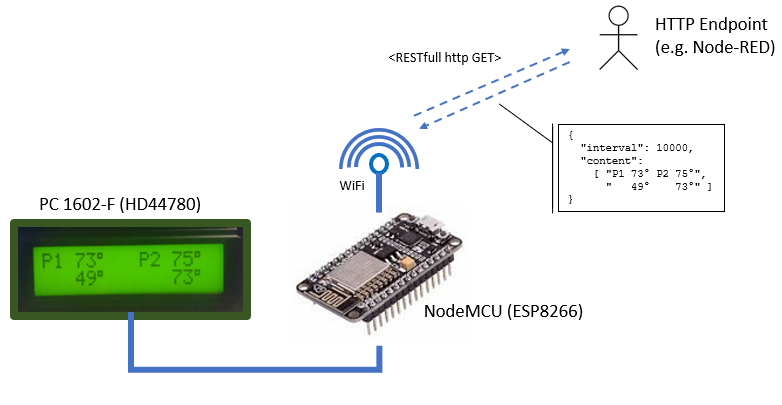 HTTP Endpoint
(e.g. Node-RED)
<RESTfull http GET>
{
"interval": 10000,
"content":
[ "P1 73° P2 75°",
"   49°    73°" ]
}
WiFi
PC 1602-F (HD44780)
P1 73° P2 75°
49° 73°
NodeMCU (ESP8266)